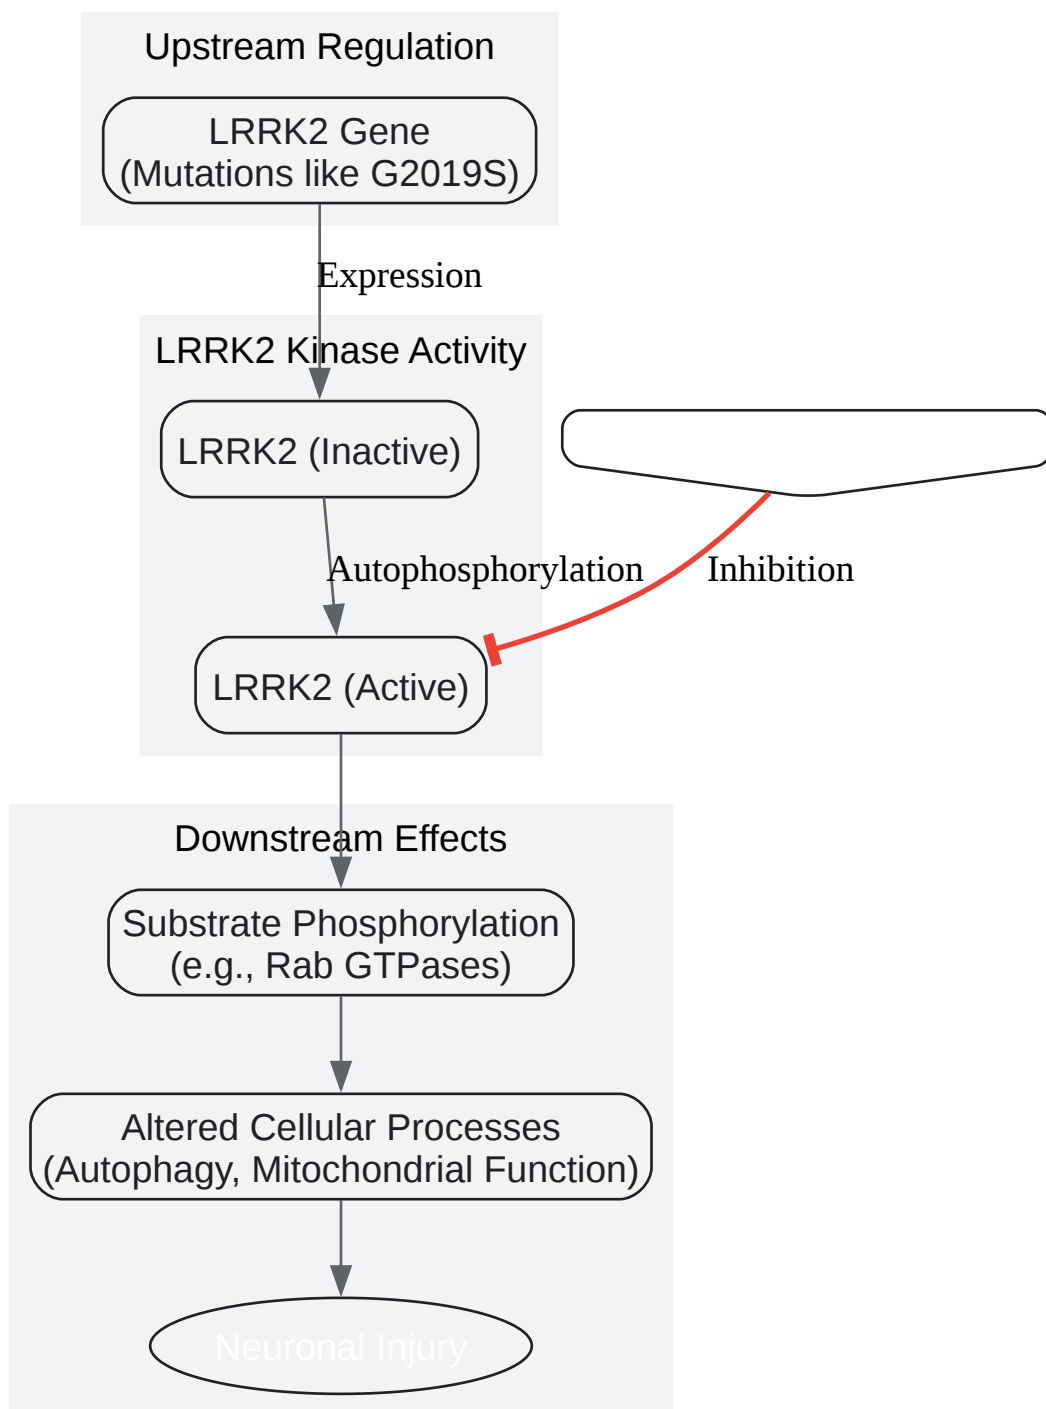 Upstream Regulation
LRRK2 Gene
(Mutations like G2019S)
Expression
LRRK2 Kinase Activity
LRRK2 (Inactive)
Autophosphorylation
Inhibition
LRRK2 (Active)
Downstream Effects
Substrate Phosphorylation
(e.g., Rab GTPases)
Altered Cellular Processes
(Autophagy, Mitochondrial Function)
Neuronal Injury